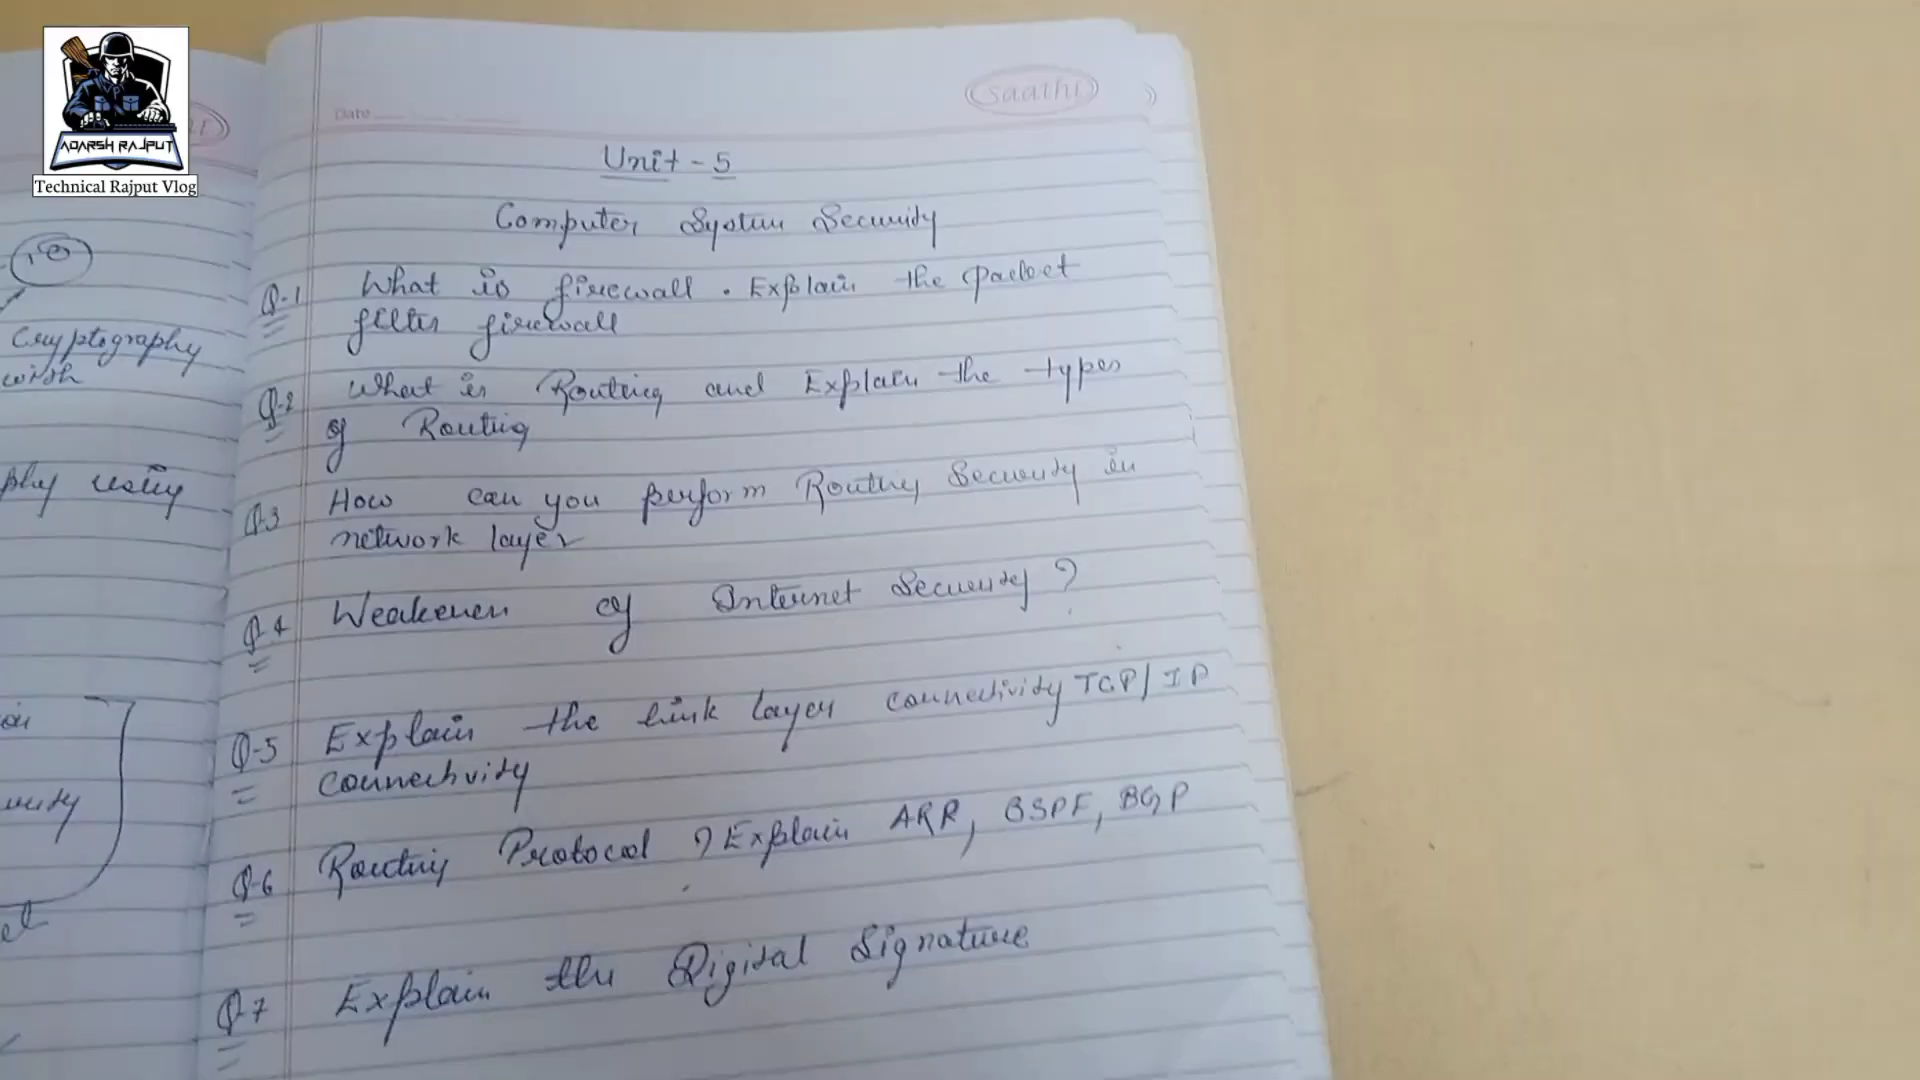 ADARSH RAJPUT
Technical Rajput Vlog
Date
Saathi
Unit - 5
Computer System Security
Q-1 What is firewall. Explain the Packet
filter firewall
Q-2 What is Routing and Explain the types
of Routing
Q-3 How can you perform Routing Security in
network layer
Q-4 Weakenes of Internet Security?
Q-5 Explain the link layer connectivity TCP/IP
connectivity
Q-6 Routing Protocol ? Explain ARR, BSPF, BGP
Q-7 Explain the Digital Signature
Cryptography
with
phy using